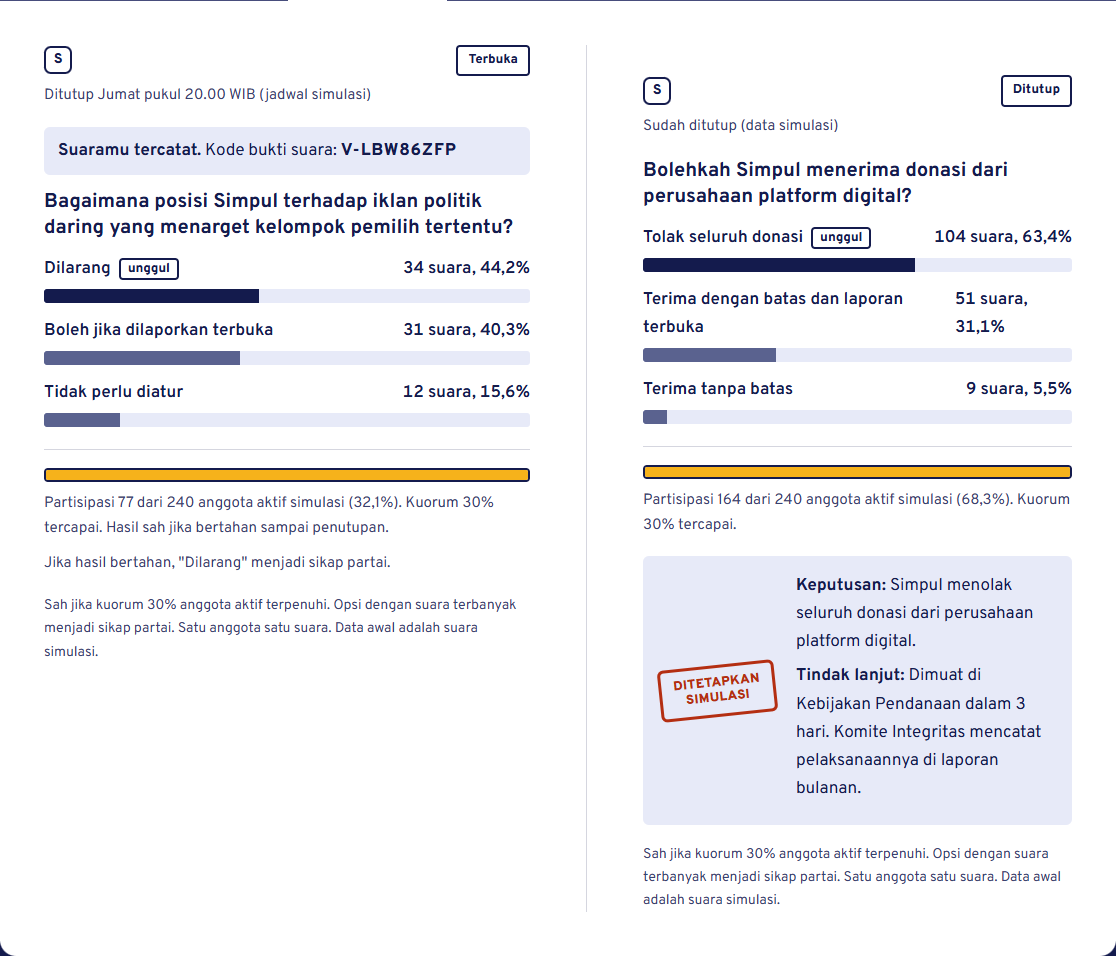 S
Terbuka
Ditutup Jumat pukul 20.00 WIB (jadwal simulasi)
Suaramu tercatat. Kode bukti suara: V-LBW86ZFP
Bagaimana posisi Simpul terhadap iklan politik
daring yang menarget kelompok pemilih tertentu?
Dilarang unggul 34 suara, 44,2%
Boleh jika dilaporkan terbuka 31 suara, 40,3%
Tidak perlu diatur 12 suara, 15,6%
Partisipasi 77 dari 240 anggota aktif simulasi (32,1%). Kuorum 30%
tercapai. Hasil sah jika bertahan sampai penutupan.
Jika hasil bertahan, "Dilarang" menjadi sikap partai.
Sah jika kuorum 30% anggota aktif terpenuhi. Opsi dengan suara terbanyak
menjadi sikap partai. Satu anggota satu suara. Data awal adalah suara
simulasi.
S
Ditutup
Sudah ditutup (data simulasi)
Bolehkah Simpul menerima donasi dari
perusahaan platform digital?
Tolak seluruh donasi unggul 104 suara, 63,4%
Terima dengan batas dan laporan
terbuka
51 suara,
31,1%
Terima tanpa batas 9 suara, 5,5%
Partisipasi 164 dari 240 anggota aktif simulasi (68,3%). Kuorum
30% tercapai.
DITETAPKAN
SIMULASI
Keputusan: Simpul menolak
seluruh donasi dari perusahaan
platform digital.
Tindak lanjut: Dimuat di
Kebijakan Pendanaan dalam 3
hari. Komite Integritas mencatat
pelaksanaannya di laporan
bulanan.
Sah jika kuorum 30% anggota aktif terpenuhi. Opsi dengan suara
terbanyak menjadi sikap partai. Satu anggota satu suara. Data awal
adalah suara simulasi.